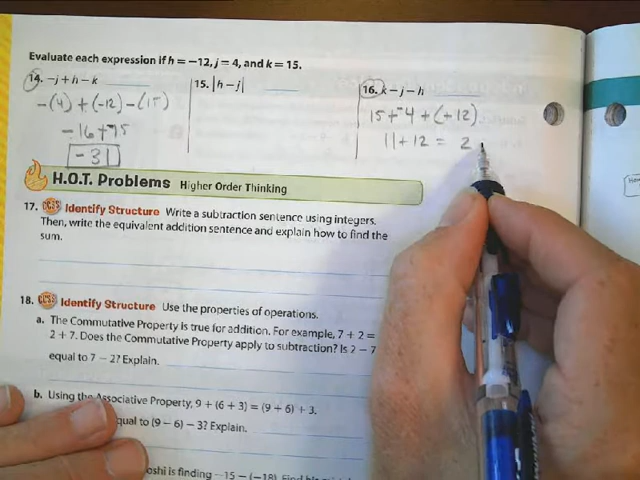 Evaluate each expression if h = −12, j = 4, and k = 15.
14. −j + h − k
−(4) + (−12) − (15)
−16 + −15
−31
15. |h − j|
16. k − j − h
15 + −4 + (+12)
11 + 12 = 2
H.O.T. Problems Higher Order Thinking
17. CCSS Identify Structure Write a subtraction sentence using integers.
Then, write the equivalent addition sentence and explain how to find the
sum.
18. CCSS Identify Structure Use the properties of operations.
a. The Commutative Property is true for addition. For example, 7 + 2 =
2 + 7. Does the Commutative Property apply to subtraction? Is 2 − 7
equal to 7 − 2? Explain.
b. Using the Associative Property, 9 + (6 + 3) = (9 + 6) + 3.
qual to (9 − 6) − 3? Explain.
oshi is finding −15 − (−18).